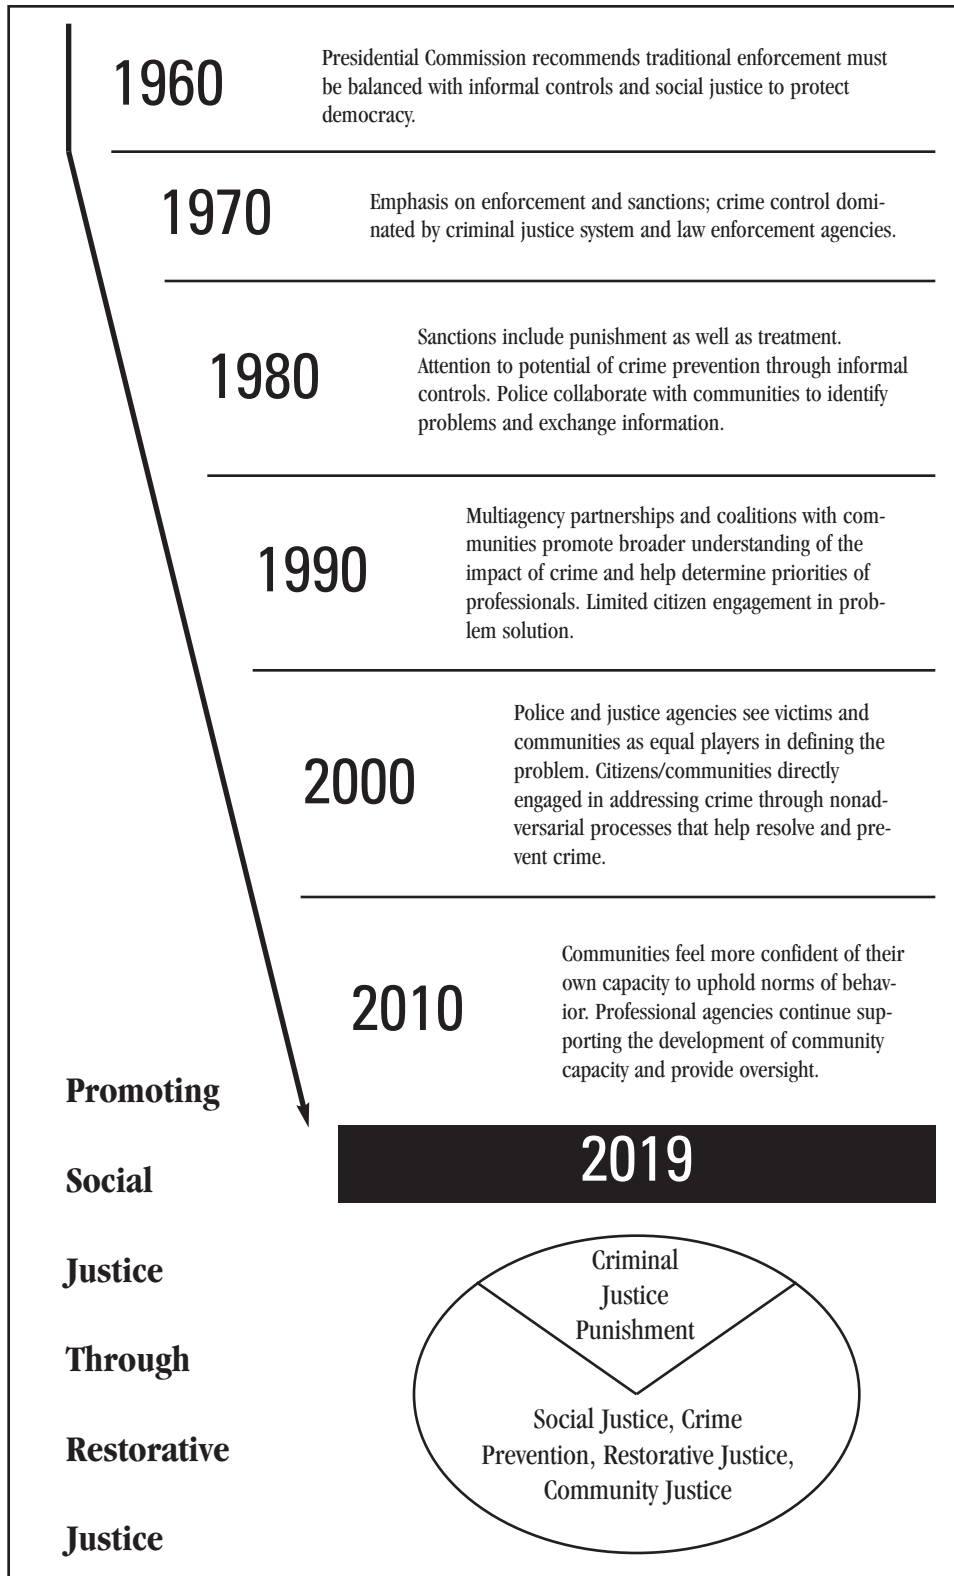 1960
Presidential Commission recommends traditional enforcement must
be balanced with informal controls and social justice to protect
democracy.
1970
Emphasis on enforcement and sanctions; crime control domi-
nated by criminal justice system and law enforcement agencies.
1980
Sanctions include punishment as well as treatment.
Attention to potential of crime prevention through informal
controls. Police collaborate with communities to identify
problems and exchange information.
1990
Multiagency partnerships and coalitions with com-
munities promote broader understanding of the
impact of crime and help determine priorities of
professionals. Limited citizen engagement in prob-
lem solution.
2000
Police and justice agencies see victims and
communities as equal players in defining the
problem. Citizens/communities directly
engaged in addressing crime through nonad-
versarial processes that help resolve and pre-
vent crime.
2010
Communities feel more confident of their
own capacity to uphold norms of behav-
ior. Professional agencies continue sup-
porting the development of community
capacity and provide oversight.
Promoting
Social
Justice
Through
Restorative
Justice
2019
Criminal
Justice
Punishment
Social Justice, Crime
Prevention, Restorative Justice,
Community Justice